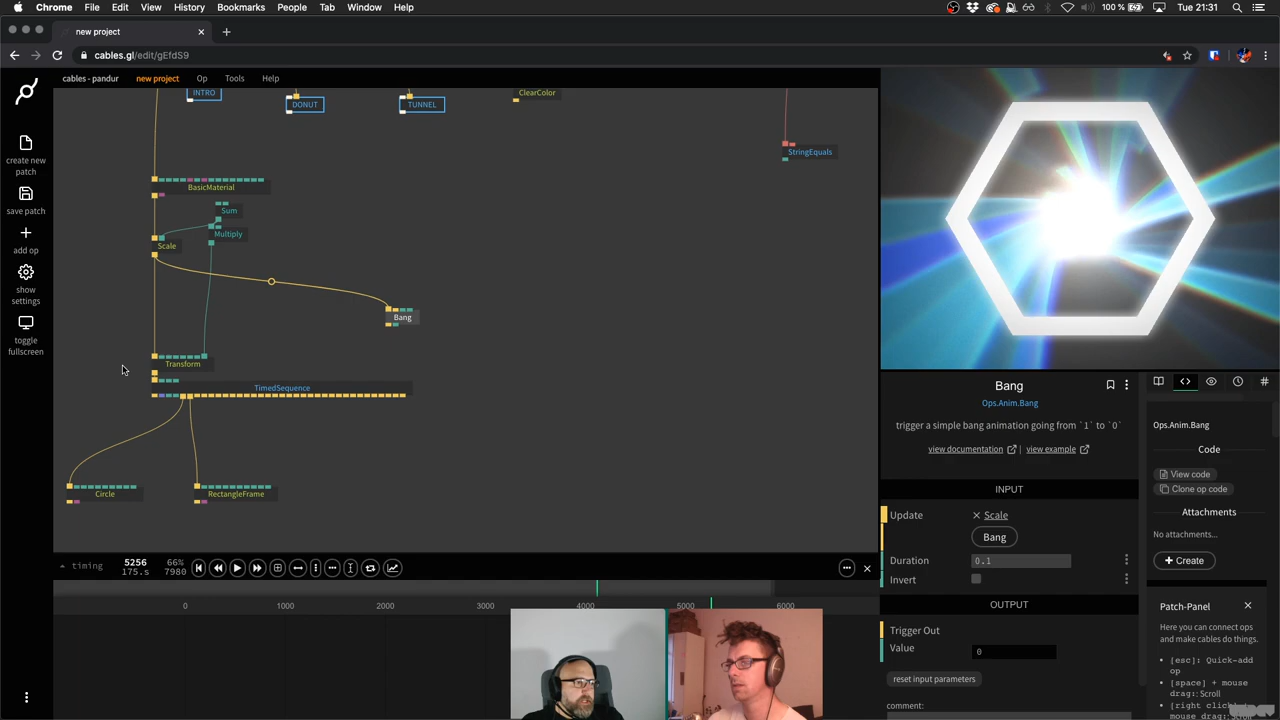 Chrome File Edit View History Bookmarks People Tab Window Help
100 % Tue 21:31
new project
cables.gl/edit/gEfdS9
cables - pandur new project Op Tools Help
create new patch
save patch
add op
show settings
toggle fullscreen
INTRO
DONUT
TUNNEL
ClearColor
StringEquals
BasicMaterial
Sum
Multiply
Scale
Bang
Transform
TimedSequence
Circle
RectangleFrame
timing
5256
175.s
66%
7980
0 1000 2000 3000 4000 5000 6000
Bang
Ops.Anim.Bang
trigger a simple bang animation going from `1` to `0`
view documentation | view example
INPUT
Update × Scale
Bang
Duration 0.1
Invert
OUTPUT
Trigger Out
Value 0
reset input parameters
comment:
Ops.Anim.Bang
Code
View code
Clone op code
Attachments
No attachments...
+ Create
Patch-Panel
Here you can connect ops and make cables do things.
• [esc]: Quick-add op
• [space] + mouse drag: Scroll
• [right click] + mouse drag: Scroll